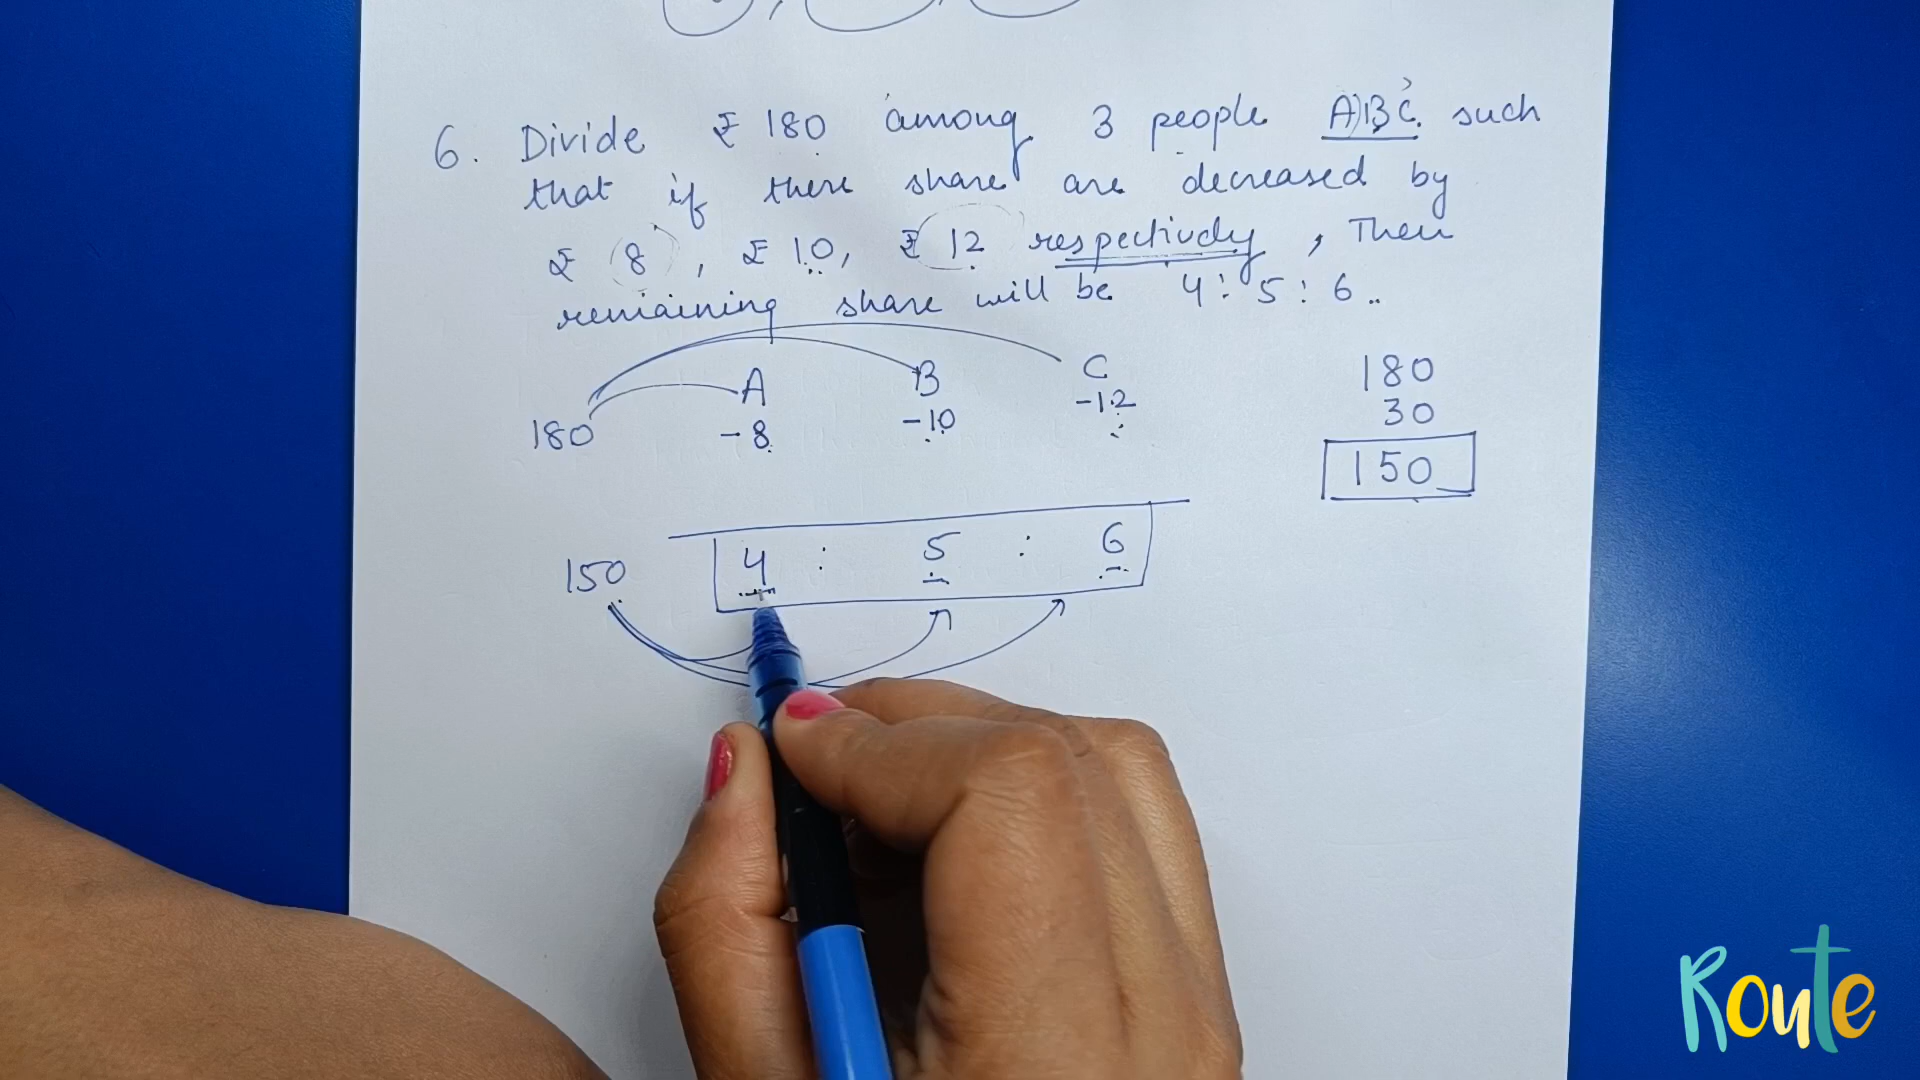 6. Divide ₹ 180 among 3 people A,B,C. such
that if there share are decreased by
₹ 8, ₹ 10, ₹ 12 respectively, Then
remaining share will be 4:5:6..
A B C
180 -8 -10 -12
180
30
150
150 4 : 5 : 6
Route